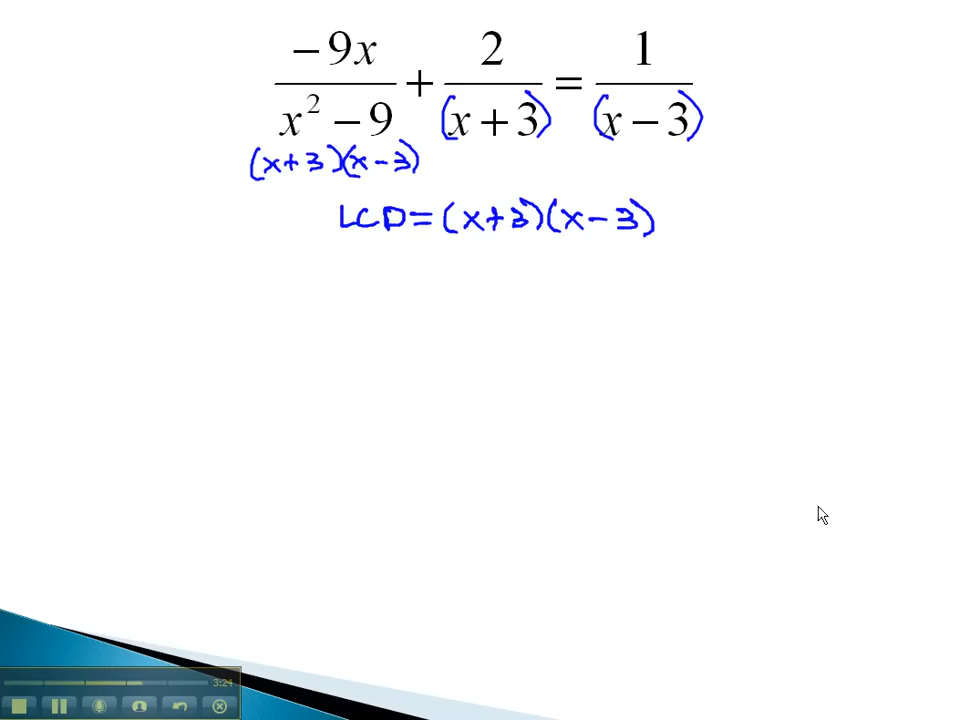 −9x/(x² − 9) + 2/(x + 3) = 1/(x − 3)
(x+3)(x−3)
LCD=(x+3)(x−3)
3:24